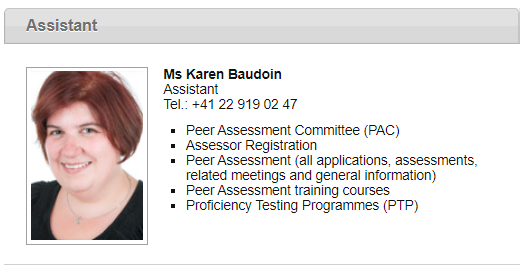 Assistant
Ms Karen Baudoin
Assistant
Tel.: +41 22 919 02 47
Peer Assessment Committee (PAC)
Assessor Registration
Peer Assessment (all applications, assessments,
related meetings and general information)
Peer Assessment training courses
Proficiency Testing Programmes (PTP)